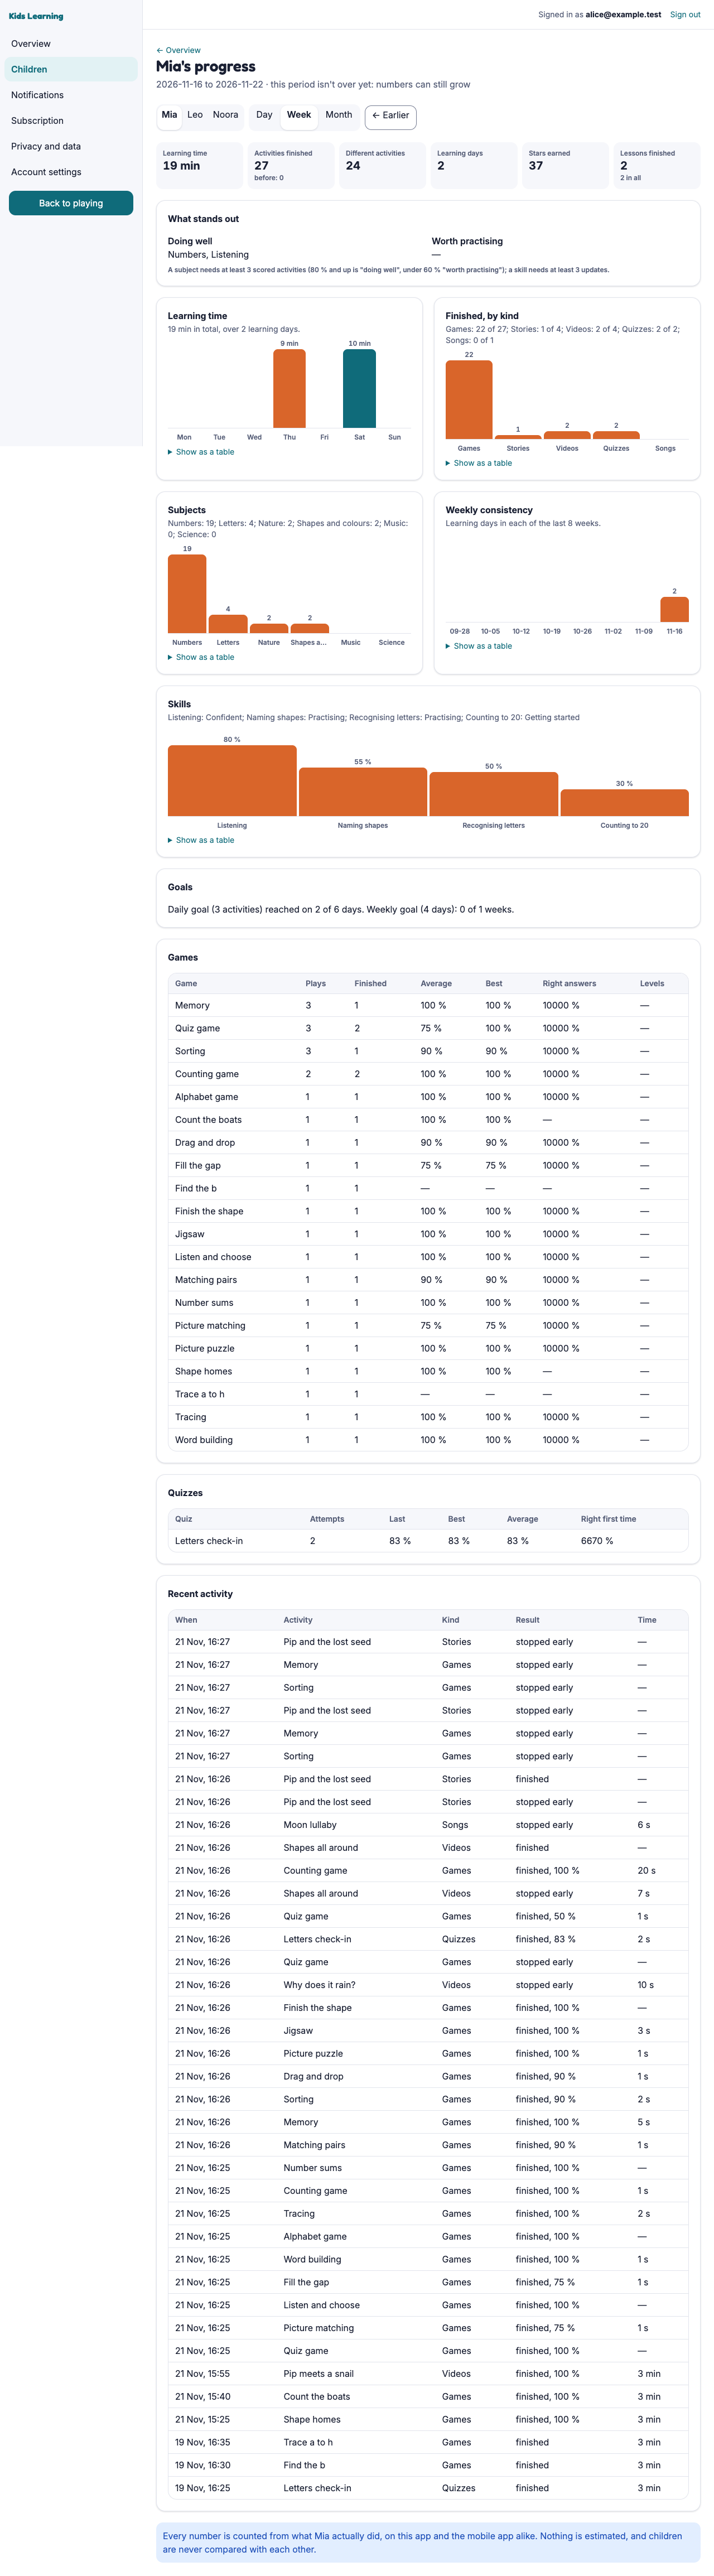 Kids Learning
Signed in as alice@example.test Sign out
Overview
Children
Notifications
Subscription
Privacy and data
Account settings
Back to playing
← Overview
Mia's progress
2026-11-16 to 2026-11-22 · this period isn't over yet: numbers can still grow
Mia Leo Noora Day Week Month ← Earlier
Learning time
19 min
Activities finished
27
before: 0
Different activities
24
Learning days
2
Stars earned
37
Lessons finished
2
2 in all
What stands out
Doing well
Numbers, Listening
Worth practising
—
A subject needs at least 3 scored activities (80 % and up is "doing well", under 60 % "worth practising"); a skill needs at least 3 updates.
Learning time
19 min in total, over 2 learning days.
9 min 10 min
Mon Tue Wed Thu Fri Sat Sun
▶ Show as a table
Finished, by kind
Games: 22 of 27; Stories: 1 of 4; Videos: 2 of 4; Quizzes: 2 of 2;
Songs: 0 of 1
22 1 2 2
Games Stories Videos Quizzes Songs
▶ Show as a table
Subjects
Numbers: 19; Letters: 4; Nature: 2; Shapes and colours: 2; Music:
0; Science: 0
19 4 2 2
Numbers Letters Nature Shapes a... Music Science
▶ Show as a table
Weekly consistency
Learning days in each of the last 8 weeks.
2
09-28 10-05 10-12 10-19 10-26 11-02 11-09 11-16
▶ Show as a table
Skills
Listening: Confident; Naming shapes: Practising; Recognising letters: Practising; Counting to 20: Getting started
80 % 55 % 50 % 30 %
Listening Naming shapes Recognising letters Counting to 20
▶ Show as a table
Goals
Daily goal (3 activities) reached on 2 of 6 days. Weekly goal (4 days): 0 of 1 weeks.
Games
Game Plays Finished Average Best Right answers Levels
Memory 3 1 100 % 100 % 10000 % —
Quiz game 3 2 75 % 100 % 10000 % —
Sorting 3 1 90 % 90 % 10000 % —
Counting game 2 2 100 % 100 % 10000 % —
Alphabet game 1 1 100 % 100 % 10000 % —
Count the boats 1 1 100 % 100 % — —
Drag and drop 1 1 90 % 90 % 10000 % —
Fill the gap 1 1 75 % 75 % 10000 % —
Find the b 1 1 — — — —
Finish the shape 1 1 100 % 100 % 10000 % —
Jigsaw 1 1 100 % 100 % 10000 % —
Listen and choose 1 1 100 % 100 % 10000 % —
Matching pairs 1 1 90 % 90 % 10000 % —
Number sums 1 1 100 % 100 % 10000 % —
Picture matching 1 1 75 % 75 % 10000 % —
Picture puzzle 1 1 100 % 100 % 10000 % —
Shape homes 1 1 100 % 100 % — —
Trace a to h 1 1 — — — —
Tracing 1 1 100 % 100 % 10000 % —
Word building 1 1 100 % 100 % 10000 % —
Quizzes
Quiz Attempts Last Best Average Right first time
Letters check-in 2 83 % 83 % 83 % 6670 %
Recent activity
When Activity Kind Result Time
21 Nov, 16:27 Pip and the lost seed Stories stopped early —
21 Nov, 16:27 Memory Games stopped early —
21 Nov, 16:27 Sorting Games stopped early —
21 Nov, 16:27 Pip and the lost seed Stories stopped early —
21 Nov, 16:27 Memory Games stopped early —
21 Nov, 16:27 Sorting Games stopped early —
21 Nov, 16:26 Pip and the lost seed Stories finished —
21 Nov, 16:26 Pip and the lost seed Stories stopped early —
21 Nov, 16:26 Moon lullaby Songs stopped early 6 s
21 Nov, 16:26 Shapes all around Videos finished —
21 Nov, 16:26 Counting game Games finished, 100 % 20 s
21 Nov, 16:26 Shapes all around Videos stopped early 7 s
21 Nov, 16:26 Quiz game Games finished, 50 % 1 s
21 Nov, 16:26 Letters check-in Quizzes finished, 83 % 2 s
21 Nov, 16:26 Quiz game Games stopped early —
21 Nov, 16:26 Why does it rain? Videos stopped early 10 s
21 Nov, 16:26 Finish the shape Games finished, 100 % —
21 Nov, 16:26 Jigsaw Games finished, 100 % 3 s
21 Nov, 16:26 Picture puzzle Games finished, 100 % 1 s
21 Nov, 16:26 Drag and drop Games finished, 90 % 1 s
21 Nov, 16:26 Sorting Games finished, 90 % 2 s
21 Nov, 16:26 Memory Games finished, 100 % 5 s
21 Nov, 16:26 Matching pairs Games finished, 90 % 1 s
21 Nov, 16:25 Number sums Games finished, 100 % —
21 Nov, 16:25 Counting game Games finished, 100 % 1 s
21 Nov, 16:25 Tracing Games finished, 100 % 2 s
21 Nov, 16:25 Alphabet game Games finished, 100 % —
21 Nov, 16:25 Word building Games finished, 100 % 1 s
21 Nov, 16:25 Fill the gap Games finished, 75 % 1 s
21 Nov, 16:25 Listen and choose Games finished, 100 % —
21 Nov, 16:25 Picture matching Games finished, 75 % 1 s
21 Nov, 16:25 Quiz game Games finished, 100 % —
21 Nov, 15:55 Pip meets a snail Videos finished, 100 % 3 min
21 Nov, 15:40 Count the boats Games finished, 100 % 3 min
21 Nov, 15:25 Shape homes Games finished, 100 % 3 min
19 Nov, 16:35 Trace a to h Games finished 3 min
19 Nov, 16:30 Find the b Games finished 3 min
19 Nov, 16:25 Letters check-in Quizzes finished 3 min
Every number is counted from what Mia actually did, on this app and the mobile app alike. Nothing is estimated, and children
are never compared with each other.